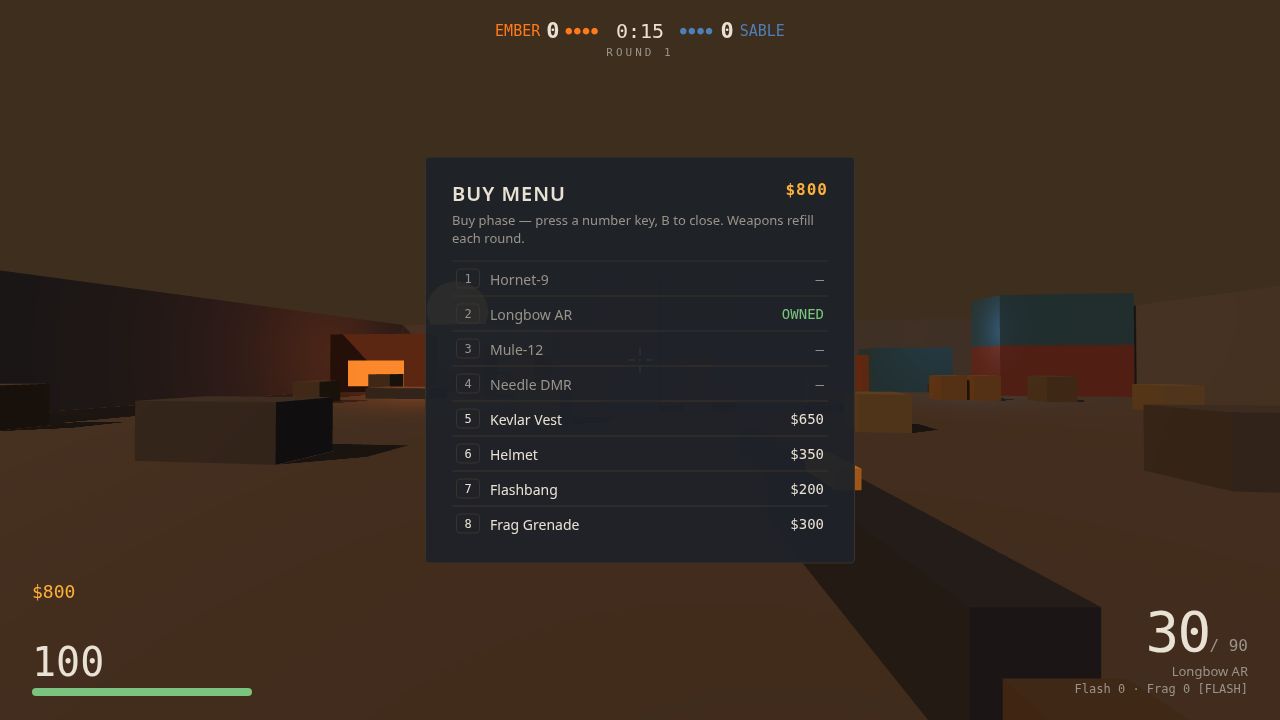 EMBER 0 0:15 0 SABLE
ROUND 1
BUY MENU $800
Buy phase — press a number key, B to close. Weapons refill
each round.
1 Hornet-9 —
2 Longbow AR OWNED
3 Mule-12 —
4 Needle DMR —
5 Kevlar Vest $650
6 Helmet $350
7 Flashbang $200
8 Frag Grenade $300
$800
100
30 / 90
Longbow AR
Flash 0 · Frag 0 [FLASH]